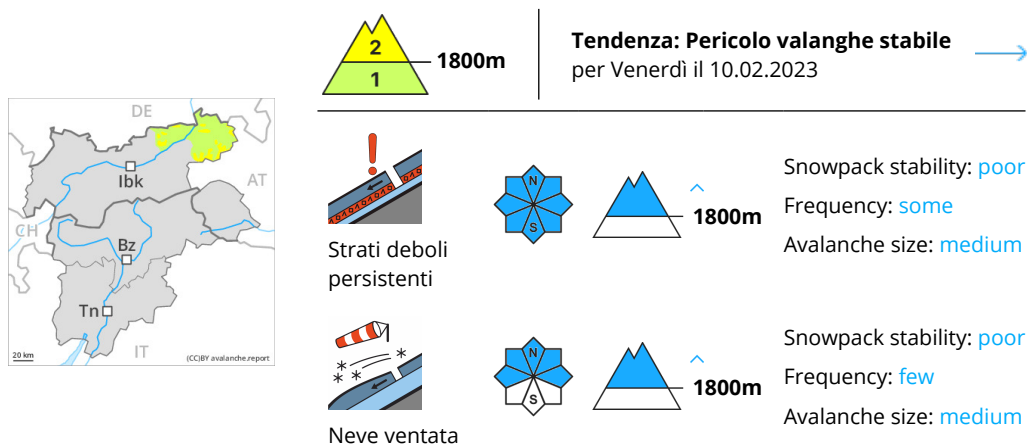 2
1
1800m
Tendenza: Pericolo valanghe stabile
per Venerdì il 10.02.2023
DE
AT
CH
IT
Ibk
Bz
Tn
20 km
(CC)BY avalanche.report
Strati deboli
persistenti
N
S
1800m
Snowpack stability: poor
Frequency: some
Avalanche size: medium
Neve ventata
N
S
1800m
Snowpack stability: poor
Frequency: few
Avalanche size: medium